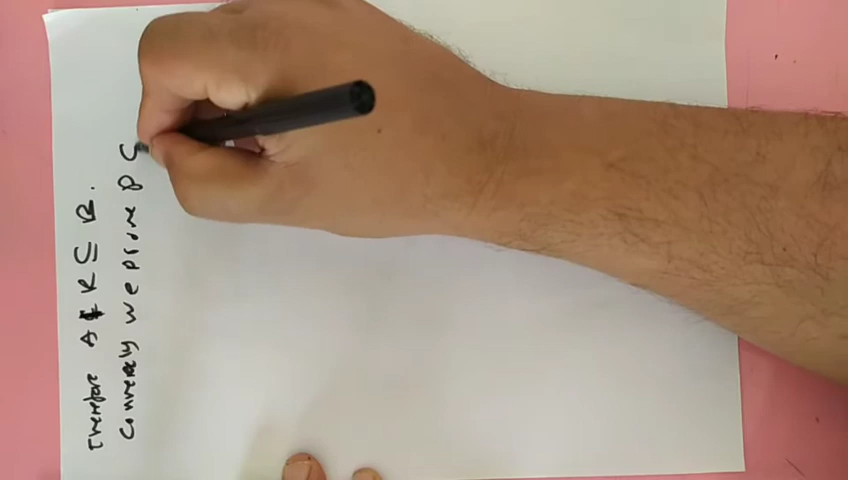 therefore A K ⊆ B.
Conversely we prove P ⊆